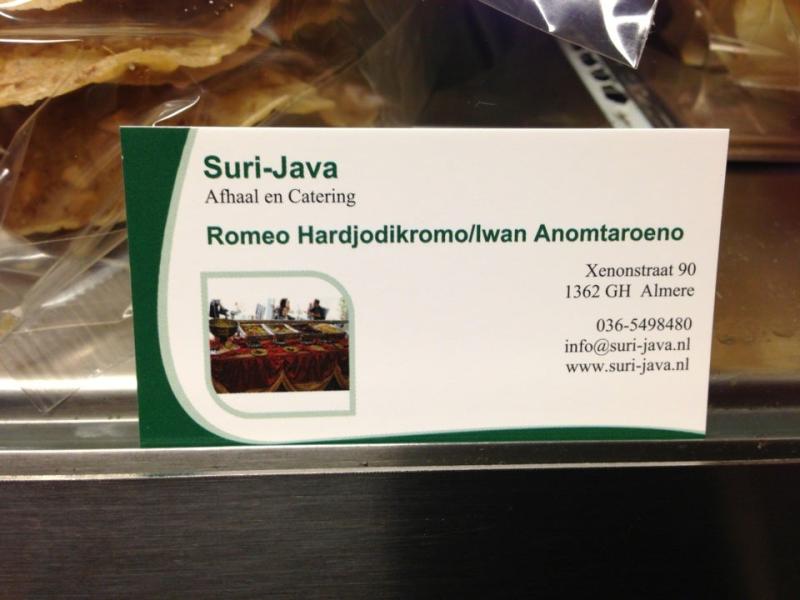 Suri-Java
Afhaal en Catering
Romeo Hardjodikromo/Iwan Anomtaroeno
Xenonstraat 90
1362 GH Almere
036-5498480
info@suri-java.nl
www.suri-java.nl